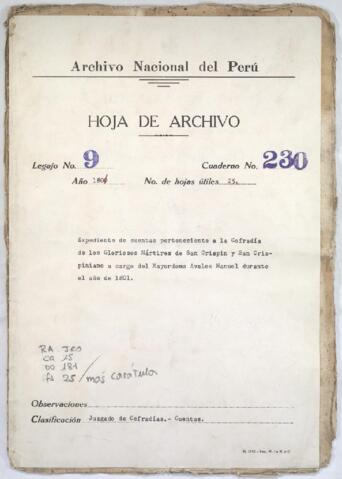 Archivo Nacional del Perú
HOJA DE ARCHIVO
Legajo No. 9 Cuaderno No. 230
Año No. de hojas útiles 25.
Expediente de cuentas perteneciente a la Cofradía
de los Gloriosos Mártires de San Crispín y San Cris-
piniano a cargo del Mayordomo Avalos Manuel durante
el año de 1801.
RA. JCO
CA 15
DO 181
fs 25 / más carátula
Observaciones
Clasificación Juzgado de Cofradías.- Cuentas.